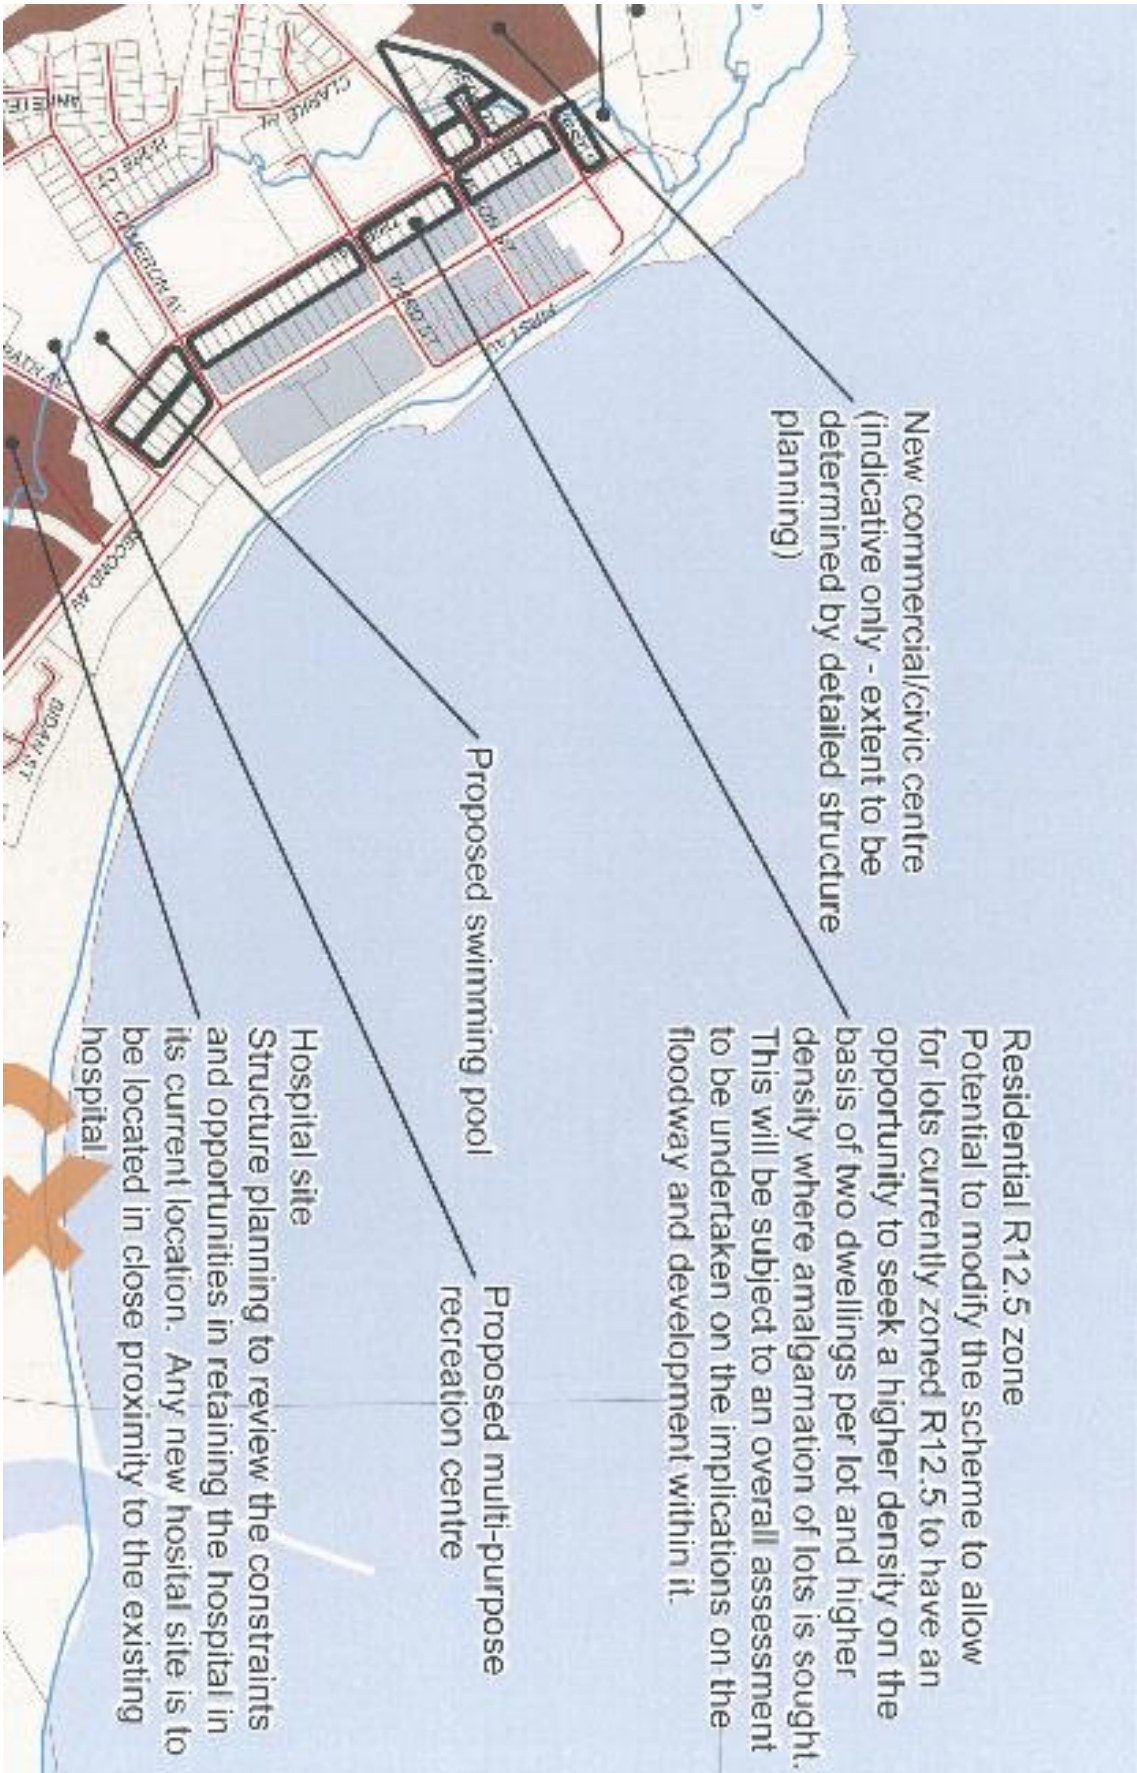 New commercial/civic centre
(indicative only - extent to be
determined by detailed structure
planning)
Residential R12.5 zone
Potential to modify the scheme to allow
for lots currently zoned R12.5 to have an
opportunity to seek a higher density on the
basis of two dwellings per lot and higher
density where amalgamation of lots is sought.
This will be subject to an overall assessment
to be undertaken on the implications on the
floodway and development within it.
Proposed swimming pool
Proposed multi-purpose
recreation centre
Hospital site
Structure planning to review the constraints
and opportunities in retaining the hospital in
its current location. Any new hosital site is to
be located in close proximity to the existing
hospital.
CLARKE AV
CAMERON AV
FIRST AV
SECOND AV
THIRD ST